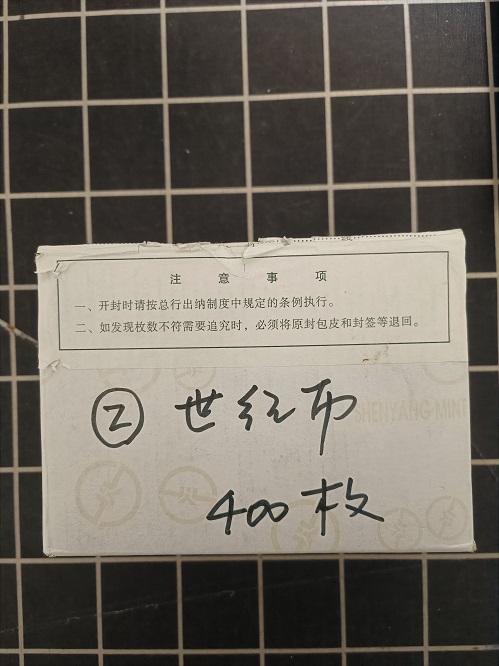 注意事项
一、开封时请按总行出纳制度中规定的条例执行。
二、如发现枚数不符需要追究时，必须将原封包皮和封签等退回。
② 世纪币
SHENYANG MINT
400枚